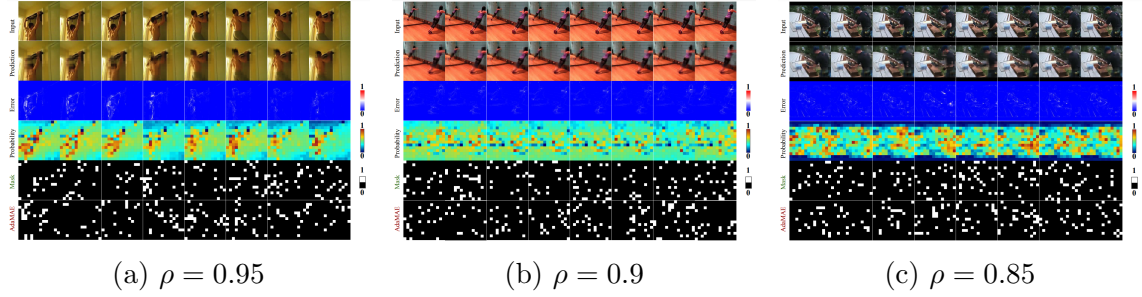 Input
Prediction
Error
Probability
Mask
AdaMAE
1
0
1
0
1
0
(a) ρ = 0.95
Input
Prediction
Error
Probability
Mask
AdaMAE
1
0
1
0
1
0
(b) ρ = 0.9
Input
Prediction
Error
Probability
Mask
AdaMAE
1
0
1
0
1
0
(c) ρ = 0.85